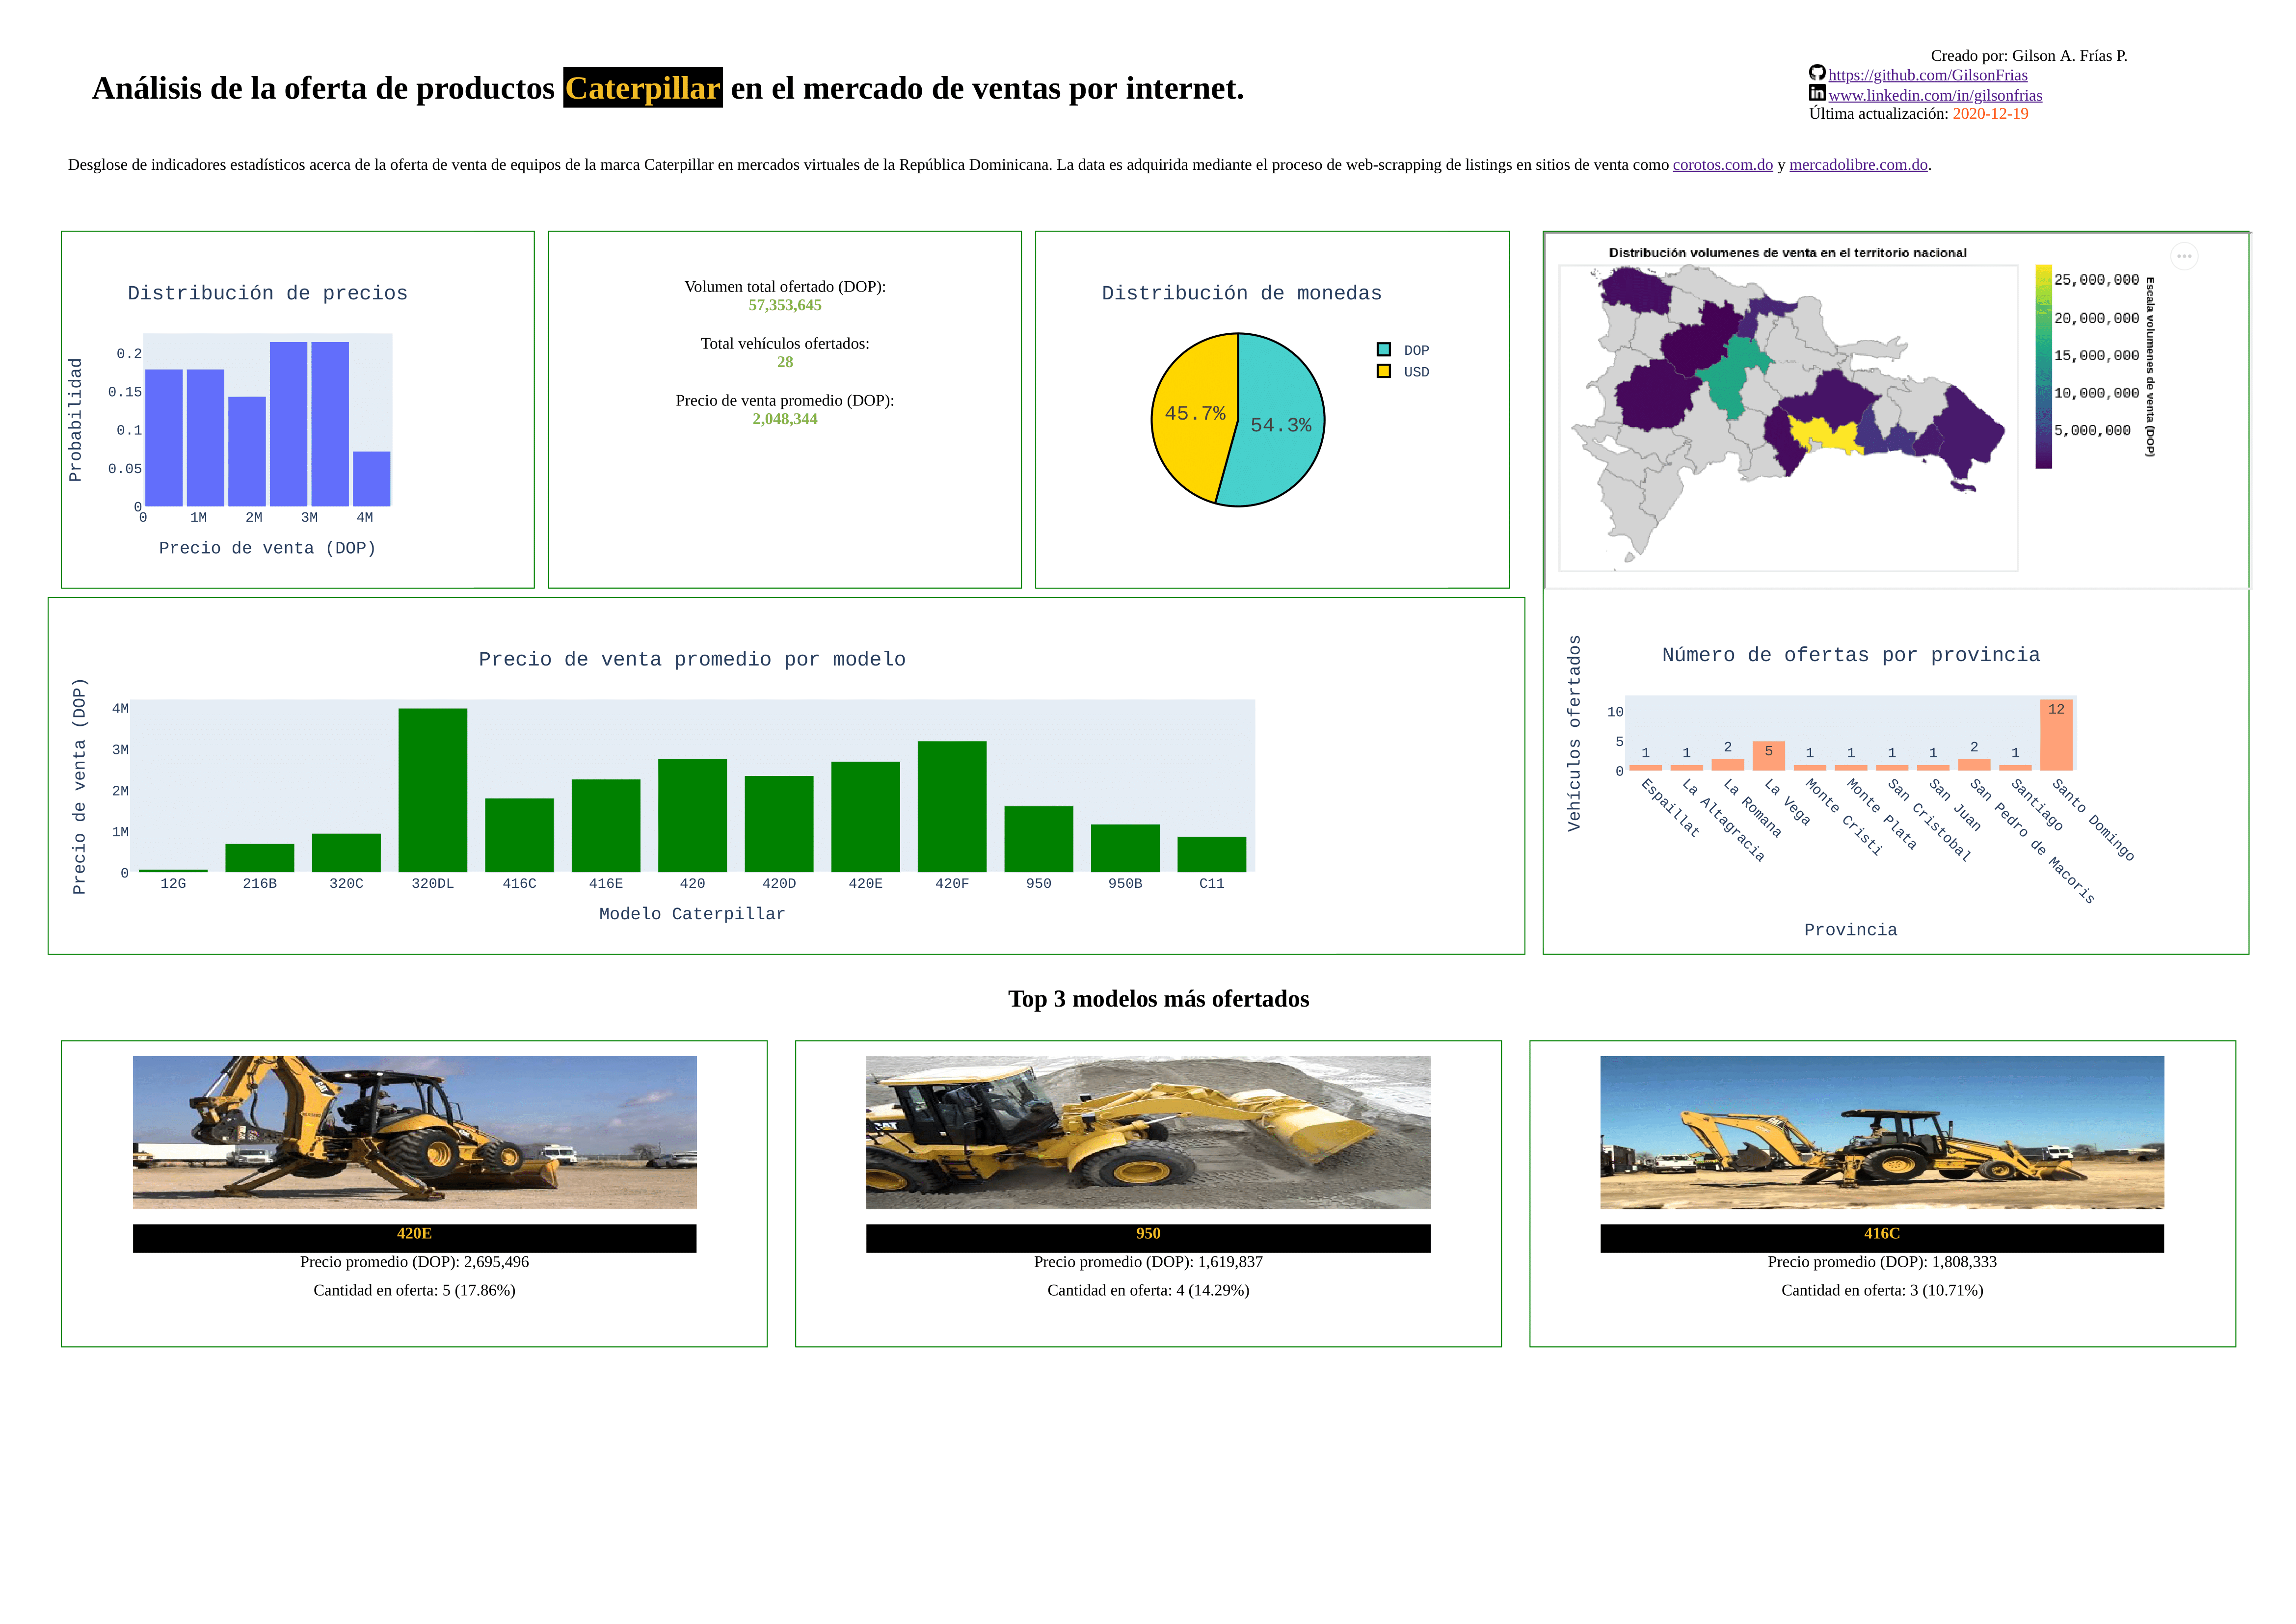 Análisis de la oferta de productos Caterpillar en el mercado de ventas por internet.
Creado por: Gilson A. Frías P.
https://github.com/GilsonFrias
www.linkedin.com/in/gilsonfrias
Última actualización: 2020-12-19
Desglose de indicadores estadísticos acerca de la oferta de venta de equipos de la marca Caterpillar en mercados virtuales de la República Dominicana. La data es adquirida mediante el proceso de web-scrapping de listings en sitios de venta como corotos.com.do y mercadolibre.com.do.
Distribución de precios
Probabilidad
0.2
0.15
0.1
0.05
0
0 1M 2M 3M 4M
Precio de venta (DOP)
Volumen total ofertado (DOP):
57,353,645
Total vehículos ofertados:
28
Precio de venta promedio (DOP):
2,048,344
Distribución de monedas
DOP
USD
45.7%
54.3%
Distribución volumenes de venta en el territorio nacional
25,000,000
20,000,000
15,000,000
10,000,000
5,000,000
Escala volumenes de venta (DOP)
Precio de venta promedio por modelo
Precio de venta (DOP)
4M
3M
2M
1M
0
12G 216B 320C 320DL 416C 416E 420 420D 420E 420F 950 950B C11
Modelo Caterpillar
Número de ofertas por provincia
Vehículos ofertados
10
5
0
1 1 2 5 1 1 1 1 2 1 12
Espaillat
La Altagracia
La Romana
La Vega
Monte Cristi
Monte Plata
San Cristobal
San Juan
San Pedro de Macoris
Santiago
Santo Domingo
Provincia
Top 3 modelos más ofertados
CAT
420E
Precio promedio (DOP): 2,695,496
Cantidad en oferta: 5 (17.86%)
CAT
950
Precio promedio (DOP): 1,619,837
Cantidad en oferta: 4 (14.29%)
416C
Precio promedio (DOP): 1,808,333
Cantidad en oferta: 3 (10.71%)